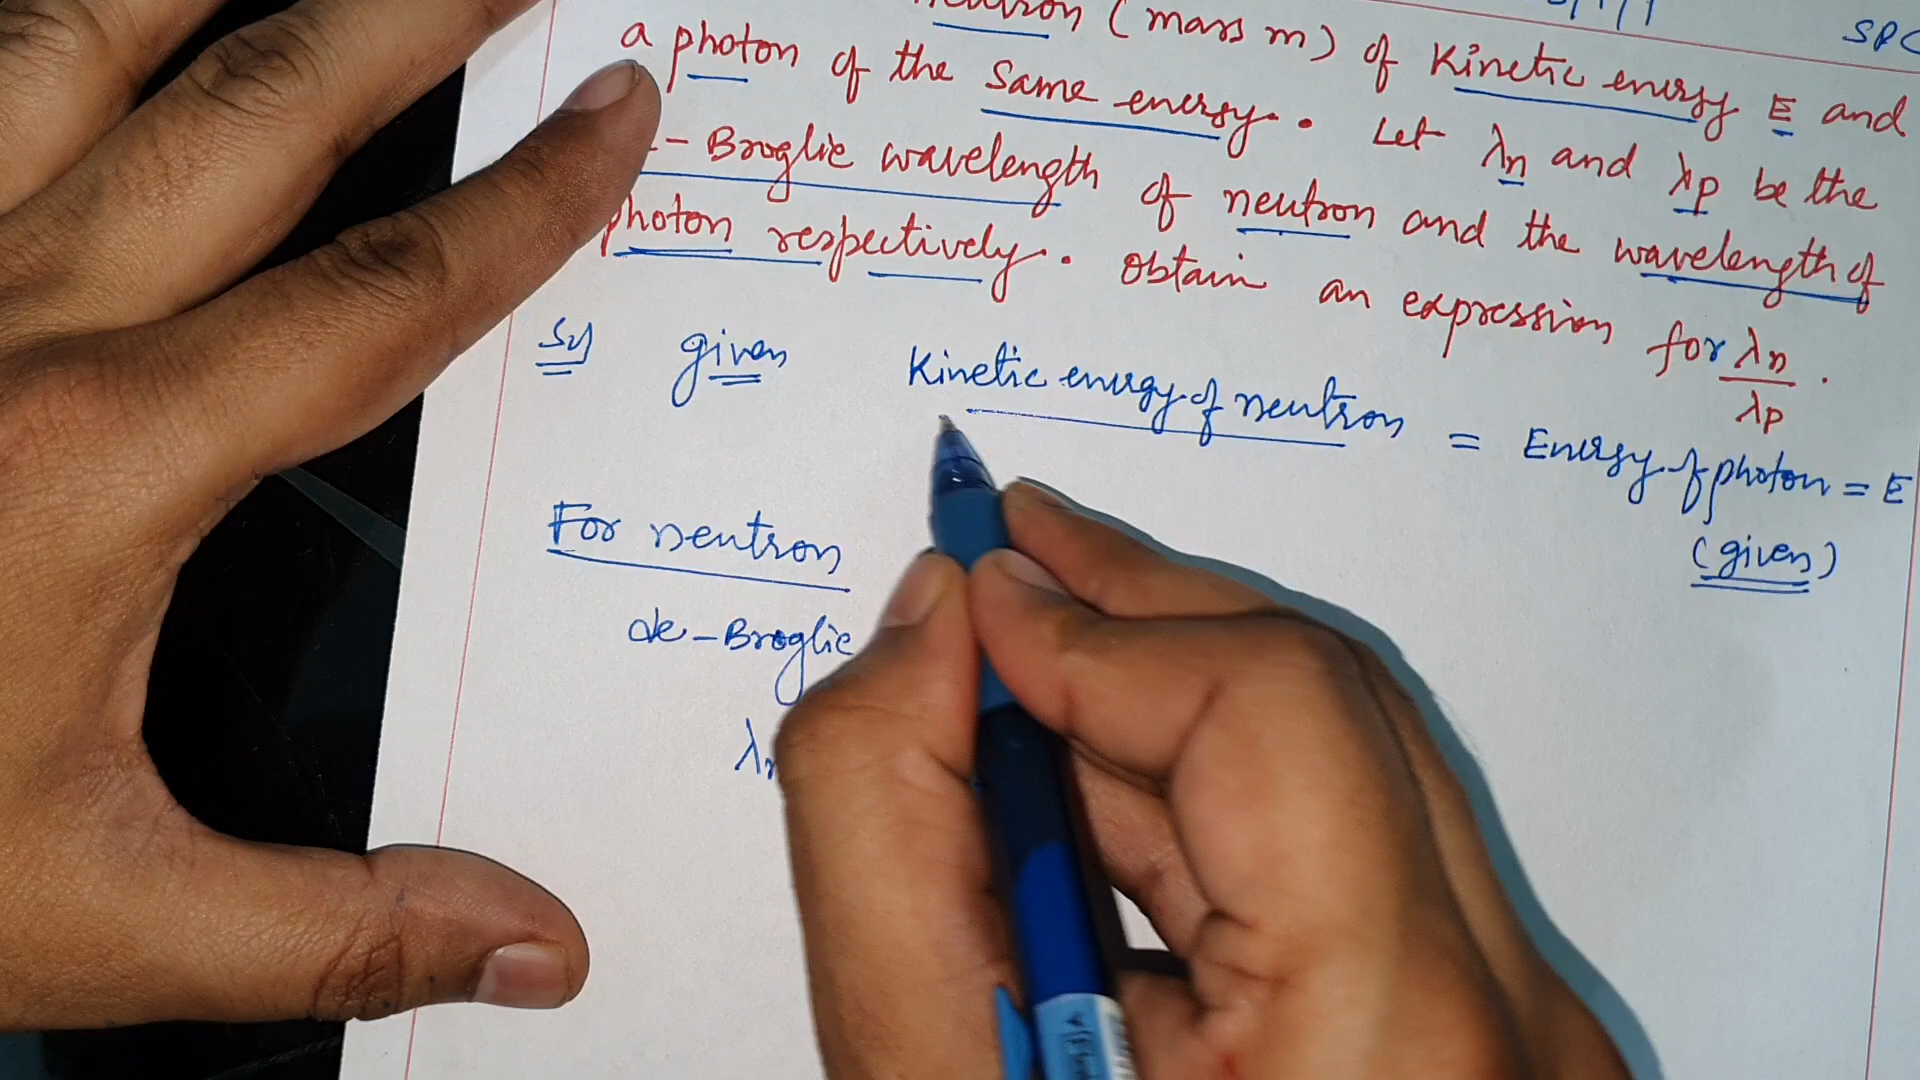 neutron (mass m) of Kinetic energy E and
a photon of the same energy. Let λn and λp be the
- Broglie wavelength of neutron and the wavelength of
photon respectively. Obtain an expression for λn/λp .
given Kinetic energy of neutron = Energy of photon = E
(given)
For neutron
de-Broglie
λn